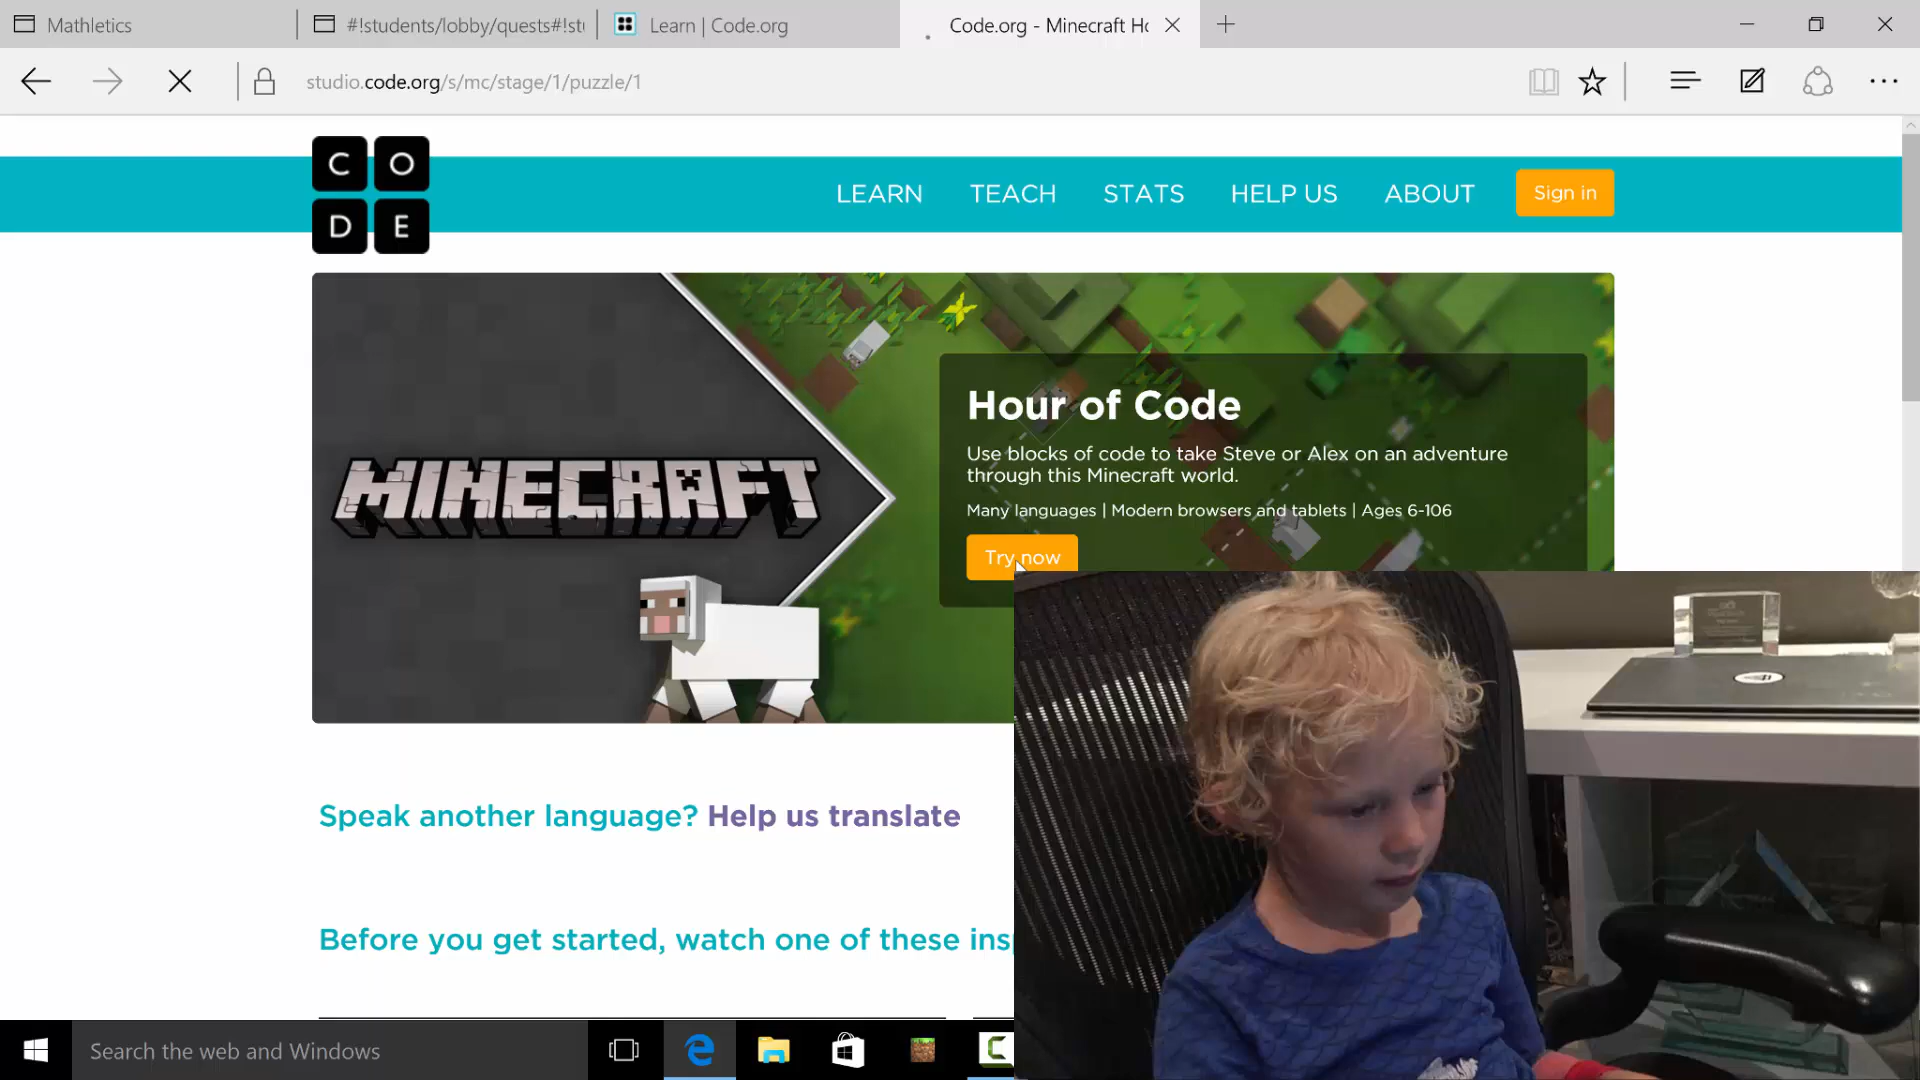 Mathletics
#!students/lobby/quests#!stu
Learn | Code.org
Code.org - Minecraft Ho
studio.code.org/s/mc/stage/1/puzzle/1
C O
D E
LEARN
TEACH
STATS
HELP US
ABOUT
Sign in
MINECRAFT
Hour of Code
Use blocks of code to take Steve or Alex on an adventure
through this Minecraft world.
Many languages | Modern browsers and tablets | Ages 6-106
Try now
Speak another language? Help us translate
Before you get started, watch one of these insp
Search the web and Windows